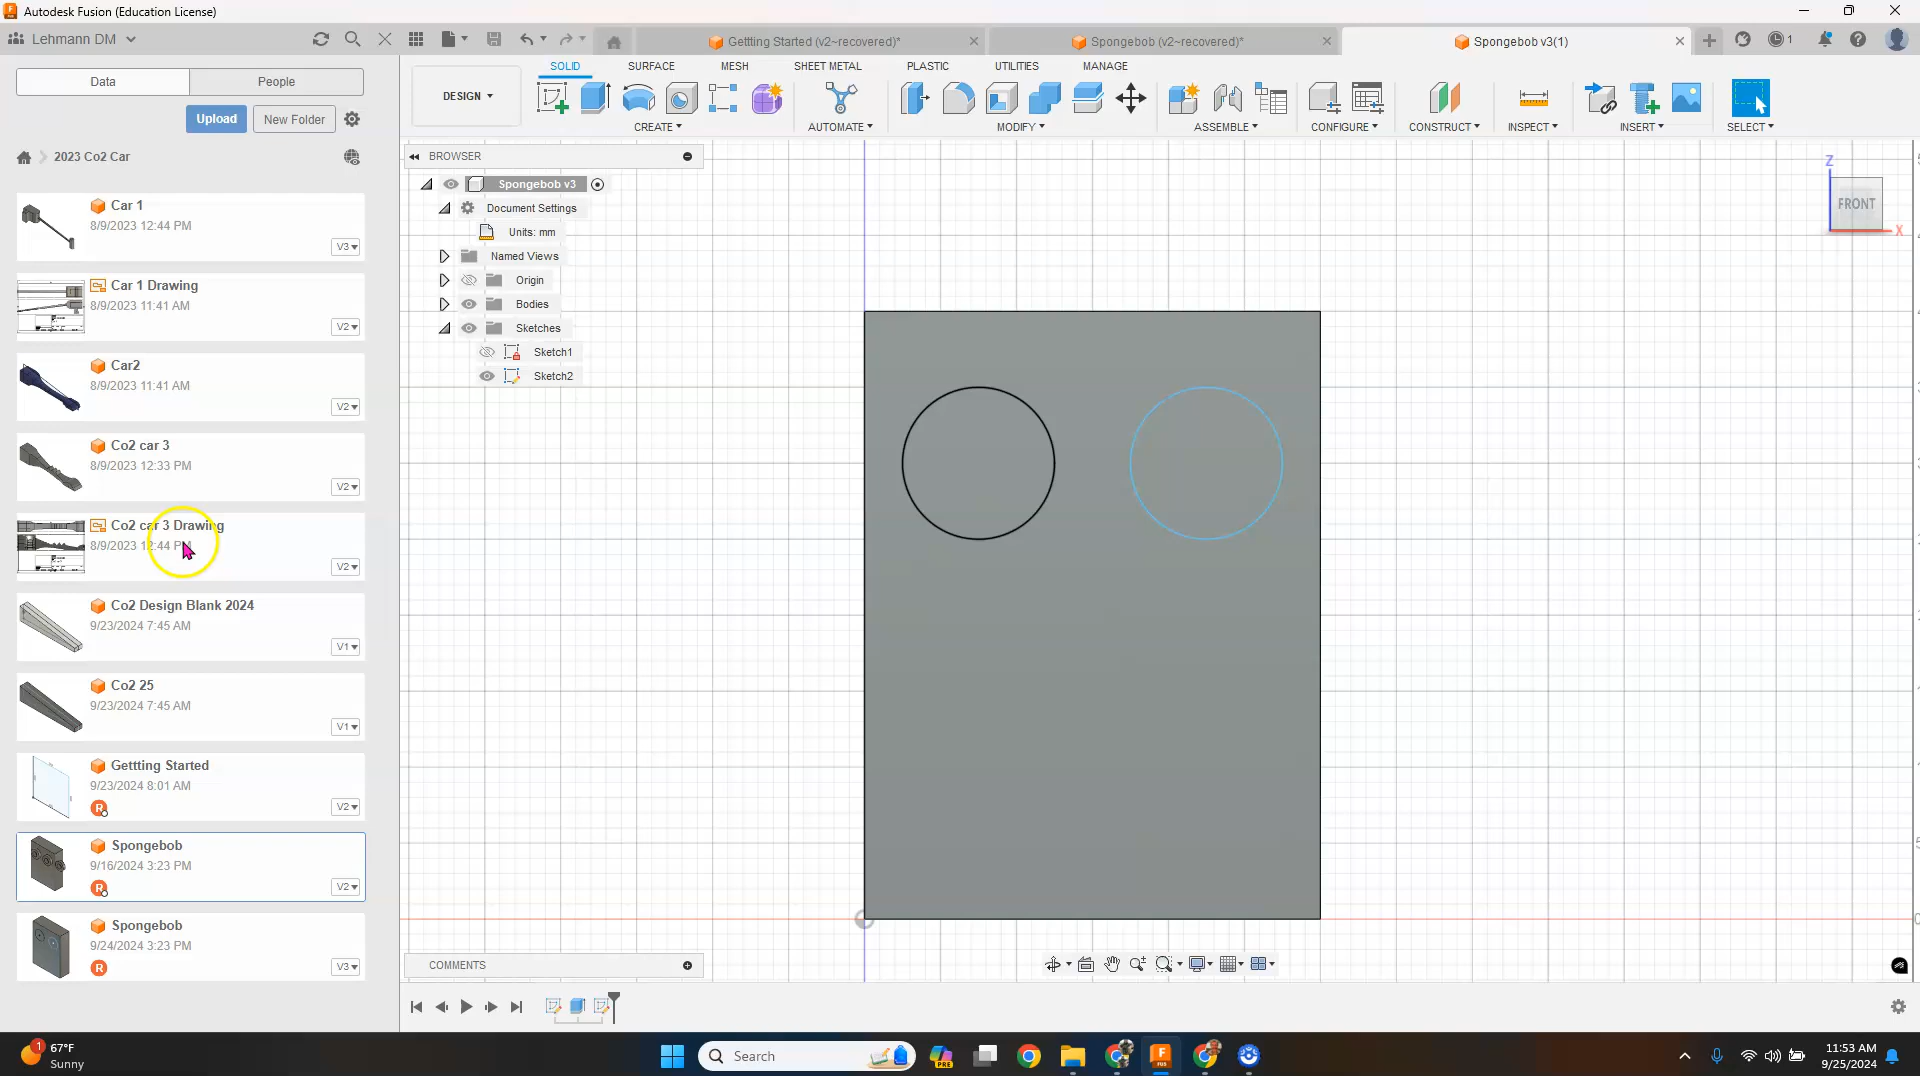 Autodesk Fusion (Education License)
Lehmann DM
Gettting Started (v2~recovered)*
Spongebob (v2~recovered)*
Spongebob v3(1)
1
Data
People
Upload
New Folder
2023 Co2 Car
Car 1
8/9/2023 12:44 PM
V3
Car 1 Drawing
8/9/2023 11:41 AM
V2
Car2
8/9/2023 11:41 AM
V2
Co2 car 3
8/9/2023 12:33 PM
V2
Co2 car 3 Drawing
8/9/2023 12:44 PM
V2
Co2 Design Blank 2024
9/23/2024 7:45 AM
V1
Co2 25
9/23/2024 7:45 AM
V1
Gettting Started
9/23/2024 8:01 AM
R
V2
Spongebob
9/16/2024 3:23 PM
R
V2
Spongebob
9/24/2024 3:23 PM
R
V3
DESIGN
SOLID
SURFACE
MESH
SHEET METAL
PLASTIC
UTILITIES
MANAGE
CREATE
AUTOMATE
MODIFY
ASSEMBLE
CONFIGURE
CONSTRUCT
INSPECT
INSERT
SELECT
BROWSER
Spongebob v3
Document Settings
Units: mm
Named Views
Origin
Bodies
Sketches
Sketch1
Sketch2
Z
FRONT
X
COMMENTS
1
67°F
Sunny
Search
PRE
F
FUS
11:53 AM
9/25/2024